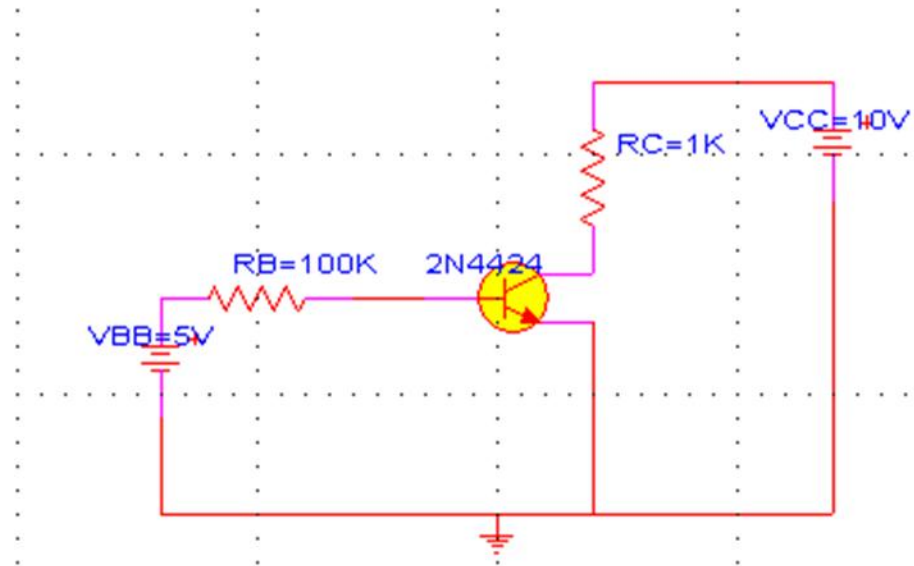 VCC=10V
RC=1K
RB=100K
2N4424
VBB=5V